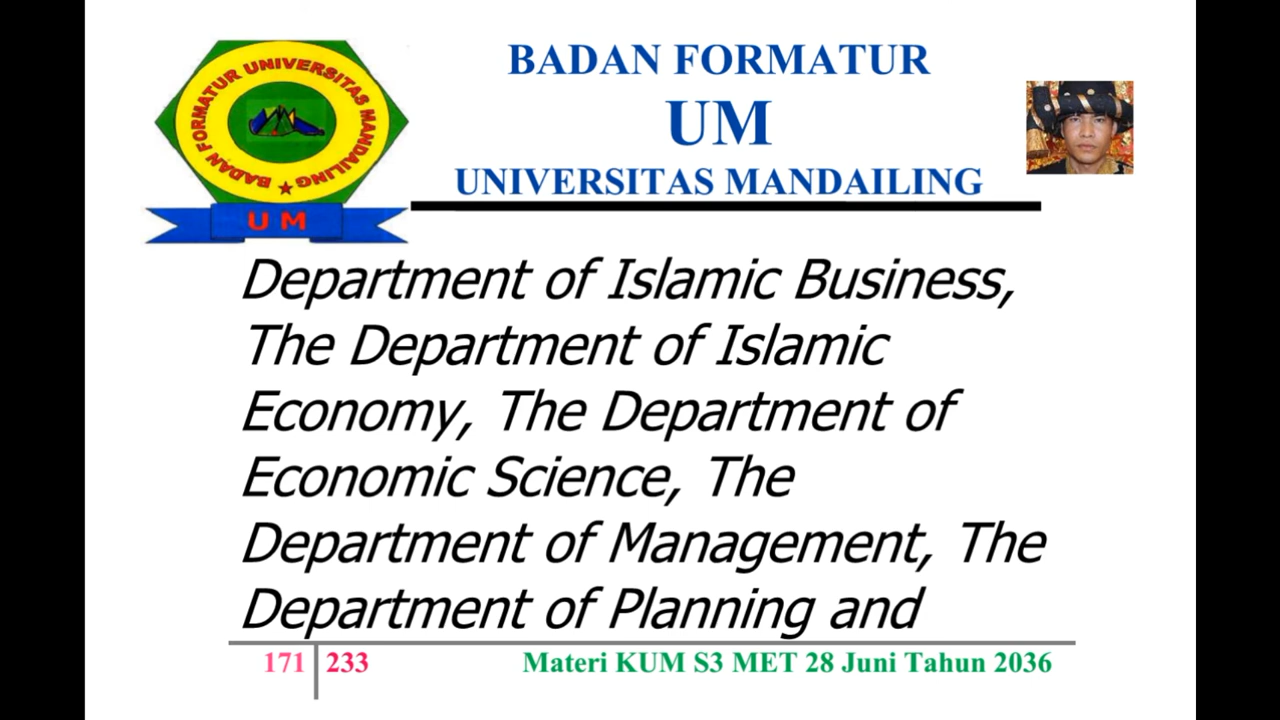 BADAN FORMATUR UNIVERSITAS MANDAILING
U M
BADAN FORMATUR
UM
UNIVERSITAS MANDAILING
Department of Islamic Business,
The Department of Islamic
Economy, The Department of
Economic Science, The
Department of Management, The
Department of Planning and
171 233 Materi KUM S3 MET 28 Juni Tahun 2036